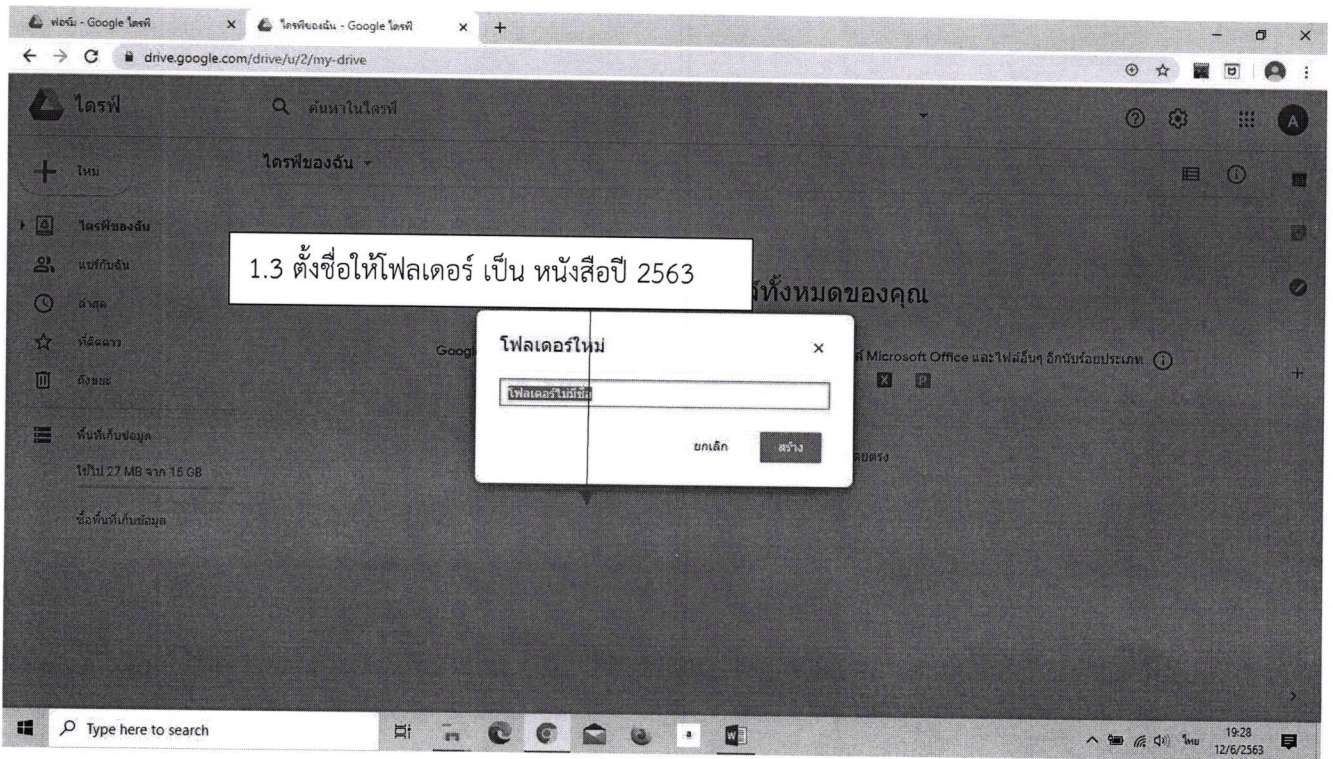 ฟอร์ม - Google ไดรฟ์
ไดรฟ์ของฉัน - Google ไดรฟ์
drive.google.com/drive/u/2/my-drive
ไดรฟ์
ค้นหาในไดรฟ์
A
ใหม่
ไดรฟ์ของฉัน
ไดรฟ์ของฉัน
แชร์กับฉัน
ล่าสุด
ที่ติดดาว
ถังขยะ
พื้นที่เก็บข้อมูล
ใช้ไป 27 MB จาก 15 GB
ซื้อพื้นที่เก็บข้อมูล
1.3 ตั้งชื่อให้โฟลเดอร์ เป็น หนังสือปี 2563
ทั้งหมดของคุณ
Googl
Microsoft Office และไฟล์อื่นๆ อีกนับร้อยประเภท
X P
โฟลเดอร์ใหม่
โฟลเดอร์ไม่มีชื่อ
ยกเลิก สร้าง
Type here to search
ไทย
19:28
12/6/2563